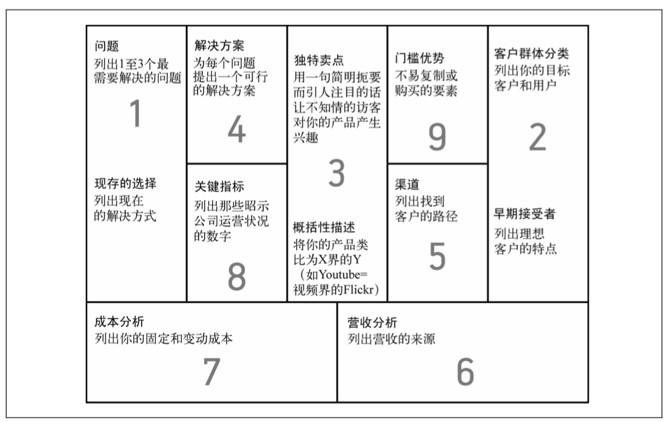 问题
列出1至3个最
需要解决的问题
1
现存的选择
列出现在
的解决方式
解决方案
为每个问题
提出一个可行
的解决方案
4
关键指标
列出那些昭示
公司运营状况
的数字
8
独特卖点
用一句简明扼要
而引人注目的话
让不知情的访客
对你的产品产生
兴趣
3
概括性描述
将你的产品类
比为X界的Y
（如Youtube=
视频界的Flickr）
门槛优势
不易复制或
购买的要素
9
渠道
列出找到
客户的路径
5
客户群体分类
列出你的目标
客户和用户
2
早期接受者
列出理想
客户的特点
成本分析
列出你的固定和变动成本
7
营收分析
列出营收的来源
6